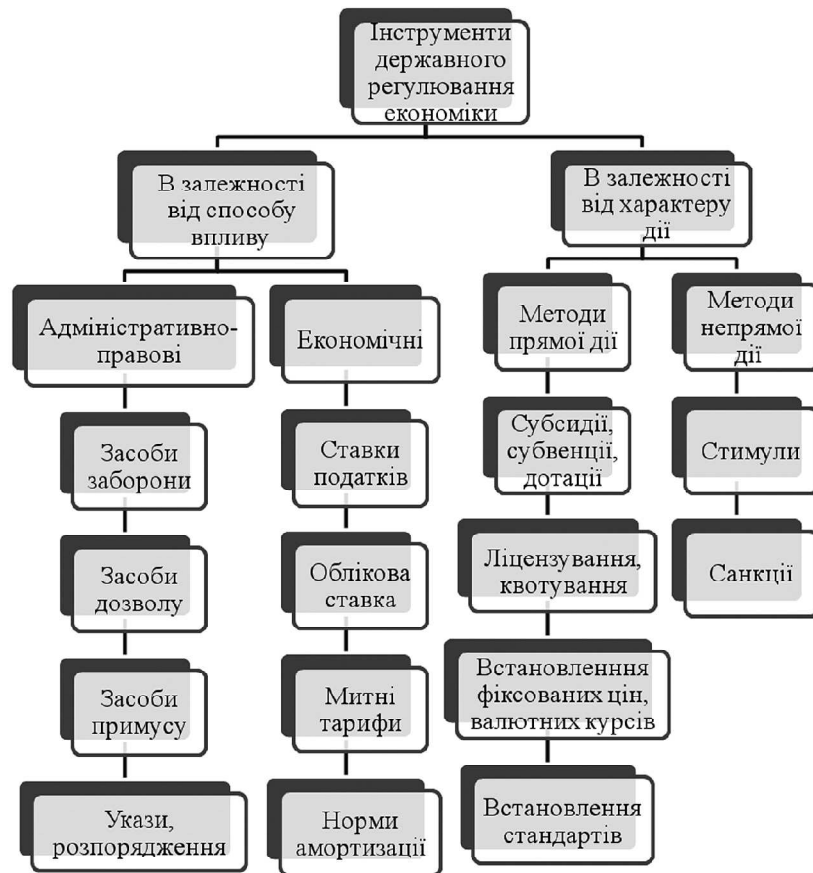 Інструменти
державного
регулювання
економіки
В залежності
від способу
впливу
В залежності
від характеру
дії
Адміністративно-
правові
Економічні
Методи
прямої дії
Методи
непрямої
дії
Засоби
заборони
Ставки
податків
Субсидії,
субвенції,
дотації
Стимули
Засоби
дозволу
Облікова
ставка
Ліцензування,
квотування
Санкції
Засоби
примусу
Митні
тарифи
Встановленння
фіксованих цін,
валютних курсів
Укази,
розпорядження
Норми
амортизації
Встановлення
стандартів